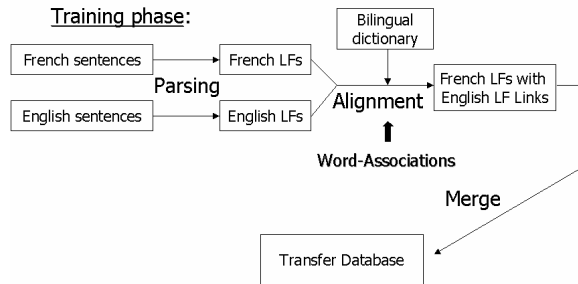 Training phase:
Bilingual
dictionary
French sentences
French LFs
Parsing
English sentences
English LFs
Alignment
French LFs with
English LF Links
Word-Associations
Merge
Transfer Database